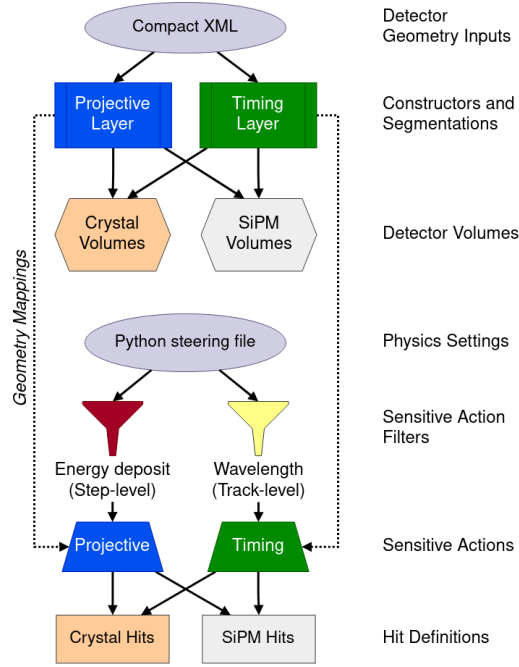 Compact XML
Detector
Geometry Inputs
Projective
Layer
Timing
Layer
Constructors and
Segmentations
Crystal
Volumes
SiPM
Volumes
Detector Volumes
Geometry Mappings
Python steering file
Physics Settings
Sensitive Action
Filters
Energy deposit
(Step-level)
Wavelength
(Track-level)
Projective
Timing
Sensitive Actions
Crystal Hits
SiPM Hits
Hit Definitions